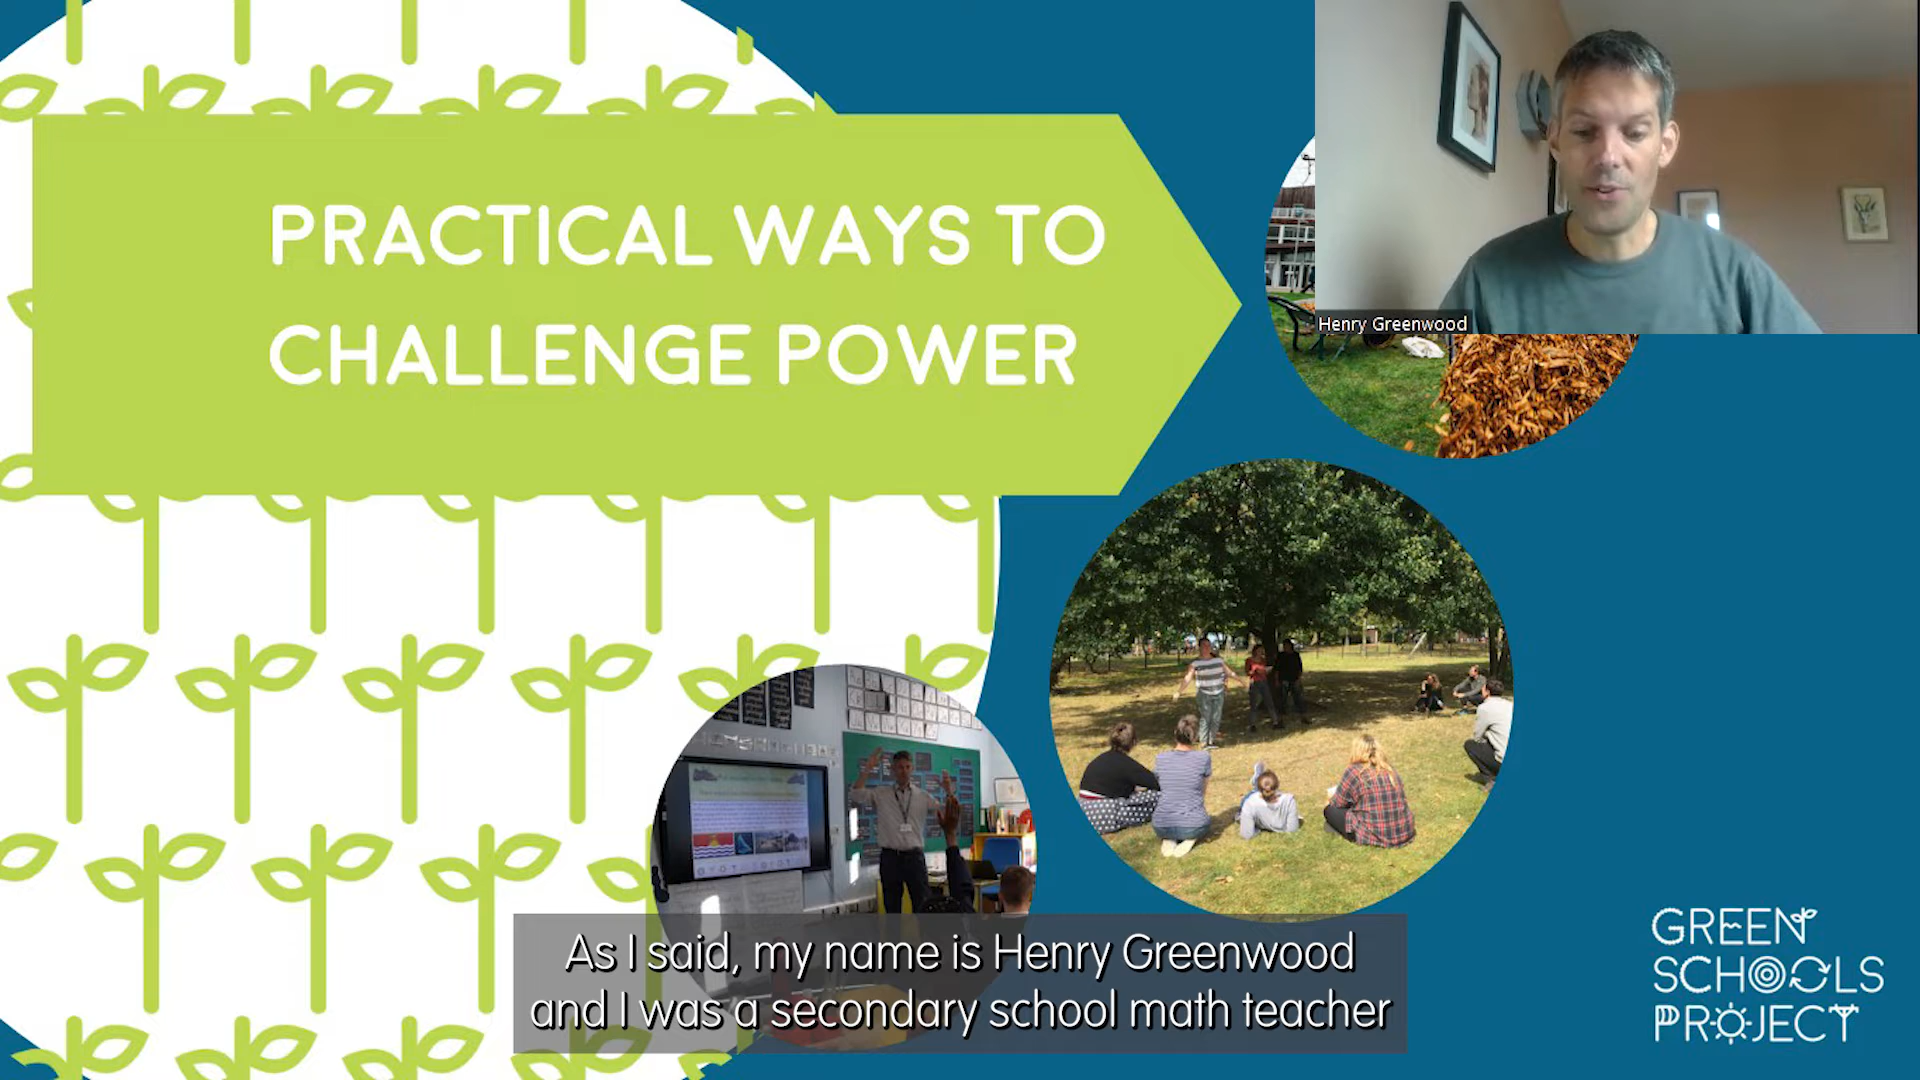 PRACTICAL WAYS TO
CHALLENGE POWER
Henry Greenwood
As I said, my name is Henry Greenwood
and I was a secondary school math teacher
GREEN
SCHOOLS
PROJECT